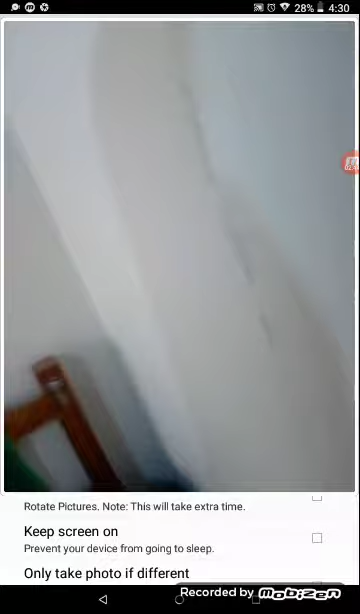 28% 4:30
Rotate Pictures. Note: This will take extra time.
Keep screen on
Prevent your device from going to sleep.
Only take photo if different
Recorded by mobizen